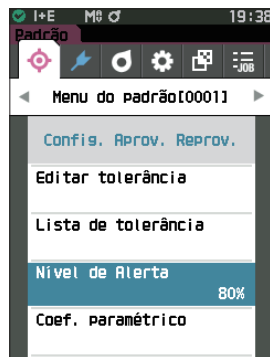 I+E M 19:38
Padrão
-JOB
Menu do padrão[0001]
Config. Aprov. Reprov.
Editar tolerância
Lista de tolerância
Nível de Alerta
80%
Coef. paramétrico